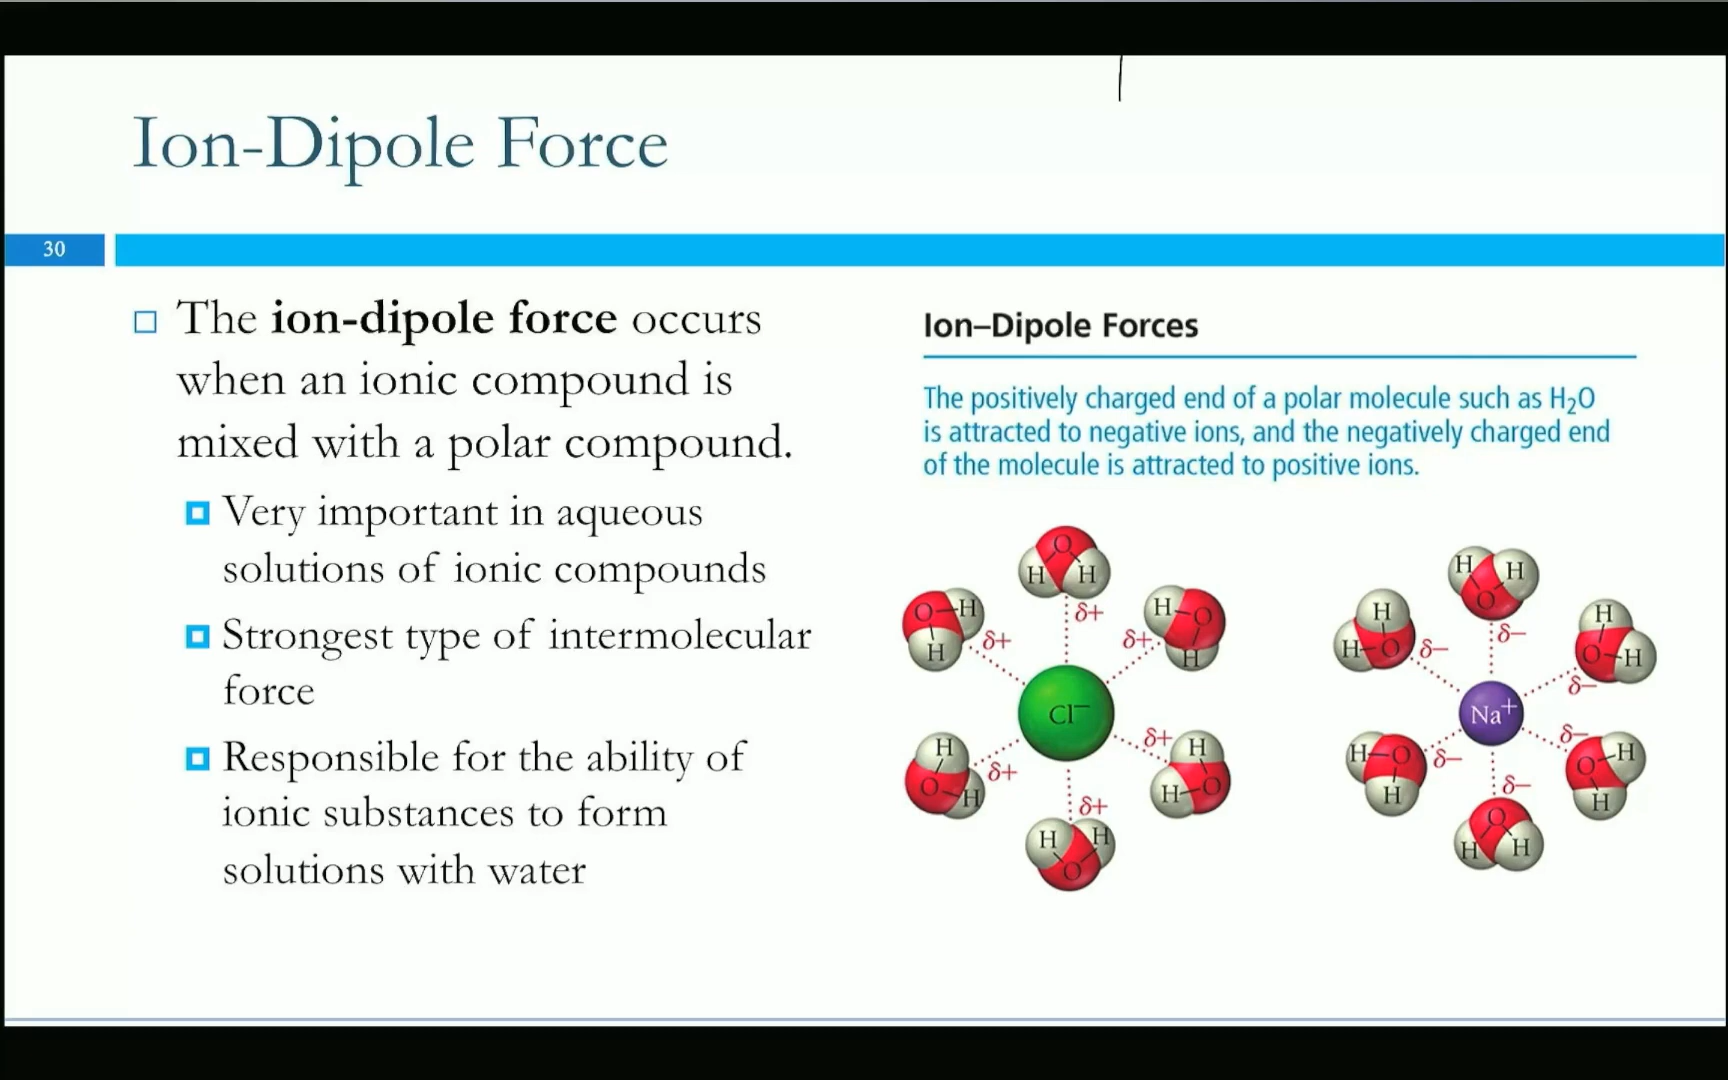 Ion-Dipole Force
30
The ion-dipole force occurs
when an ionic compound is
mixed with a polar compound.
Very important in aqueous
solutions of ionic compounds
Strongest type of intermolecular
force
Responsible for the ability of
ionic substances to form
solutions with water
Ion–Dipole Forces
The positively charged end of a polar molecule such as H₂O
is attracted to negative ions, and the negatively charged end
of the molecule is attracted to positive ions.
O
H H
δ+
O H
H
δ+
H O
H
δ+
Cl⁻
H
O H
δ+
H
H O
δ+
H H
O
δ+
H H
O
δ−
H
H O
δ−
H
O H
δ−
Na⁺
H O
H
δ−
O H
H
δ−
O
H H
δ−